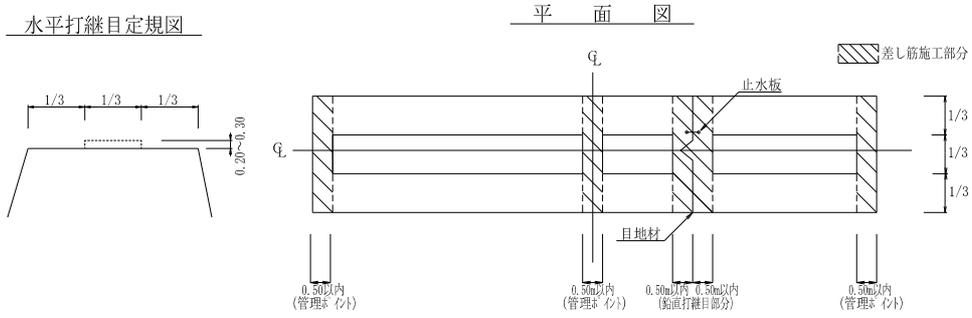 水平打継目定規図
1/3 1/3 1/3
0.20～0.30
平 面 図
差し筋施工部分
℄
止水板
℄
1/3
1/3
1/3
目地材
0.50以内
(管理ポイント)
0.50m以内
(管理ポイント)
0.50m以内 0.50m以内
(鉛直打継目部分)
0.50m以内
(管理ポイント)